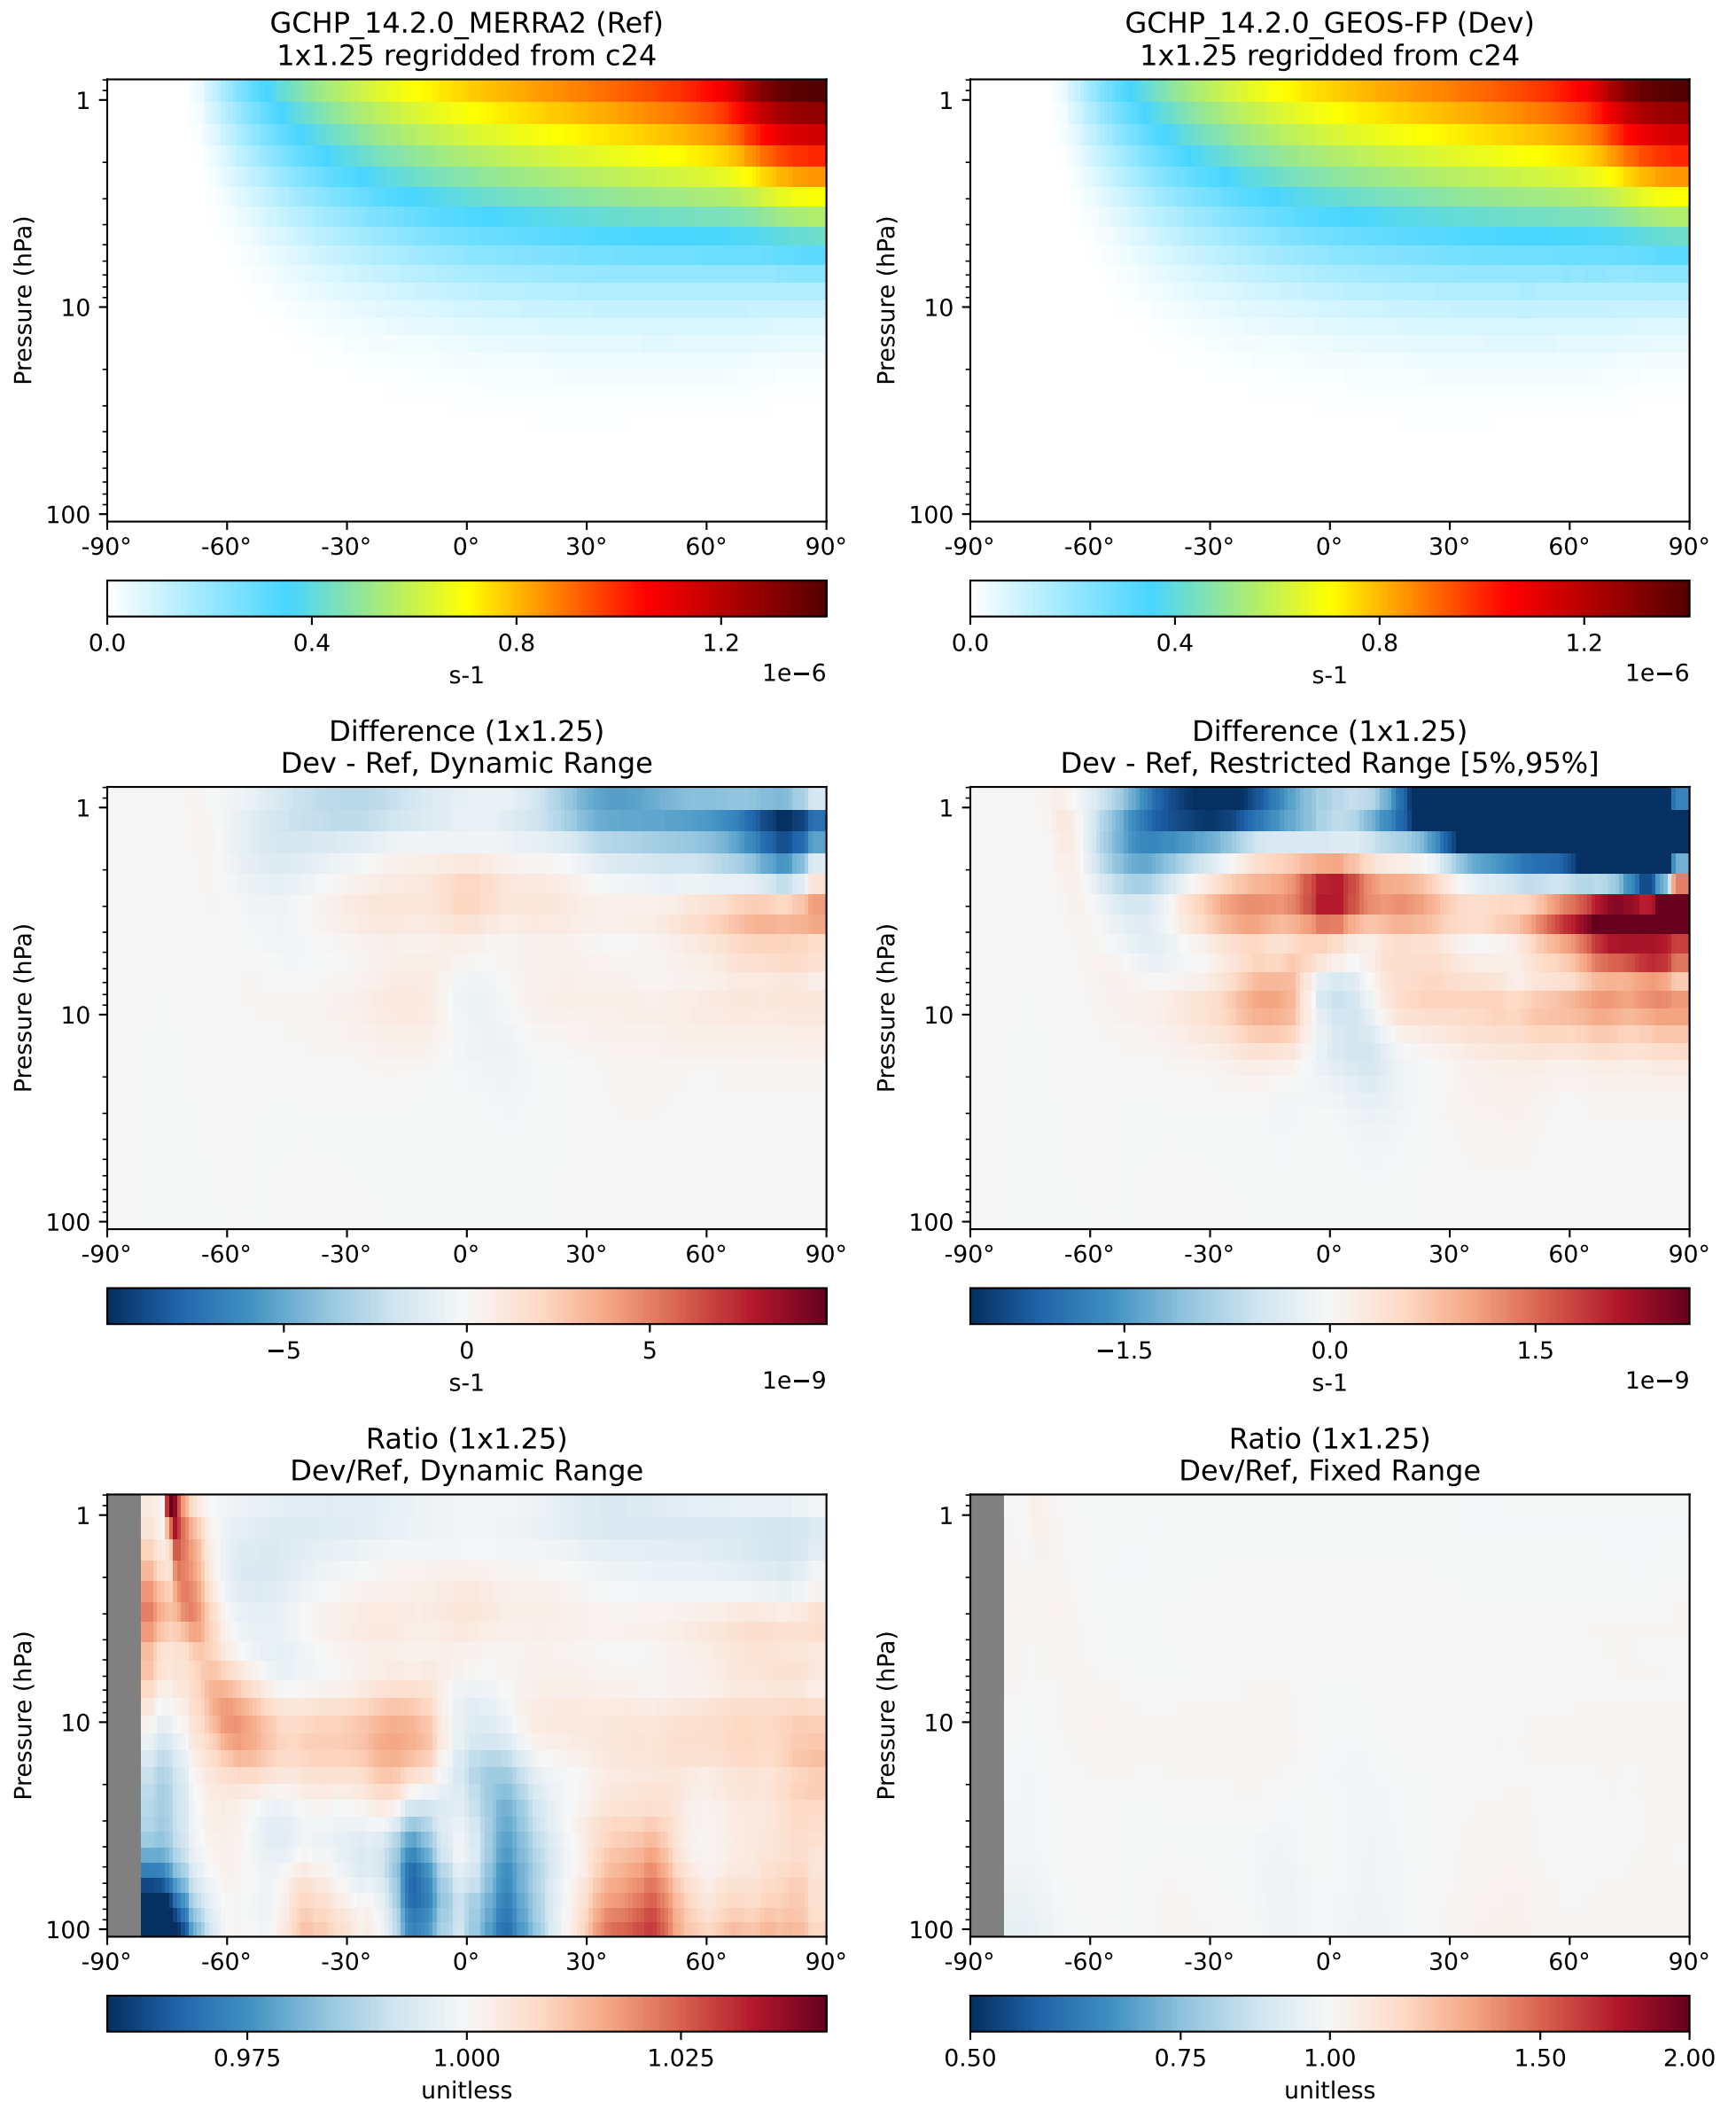 GCHP_14.2.0_MERRA2 (Ref)
1x1.25 regridded from c24
Pressure (hPa)
1
10
100
-90° -60° -30° 0° 30° 60° 90°
0.0 0.4 0.8 1.2
s-1 1e−6
GCHP_14.2.0_GEOS-FP (Dev)
1x1.25 regridded from c24
Pressure (hPa)
1
10
100
-90° -60° -30° 0° 30° 60° 90°
0.0 0.4 0.8 1.2
s-1 1e−6
Difference (1x1.25)
Dev - Ref, Dynamic Range
Pressure (hPa)
1
10
100
-90° -60° -30° 0° 30° 60° 90°
−5 0 5
s-1 1e−9
Difference (1x1.25)
Dev - Ref, Restricted Range [5%,95%]
Pressure (hPa)
1
10
100
-90° -60° -30° 0° 30° 60° 90°
−1.5 0.0 1.5
s-1 1e−9
Ratio (1x1.25)
Dev/Ref, Dynamic Range
Pressure (hPa)
1
10
100
-90° -60° -30° 0° 30° 60° 90°
0.975 1.000 1.025
unitless
Ratio (1x1.25)
Dev/Ref, Fixed Range
Pressure (hPa)
1
10
100
-90° -60° -30° 0° 30° 60° 90°
0.50 0.75 1.00 1.50 2.00
unitless